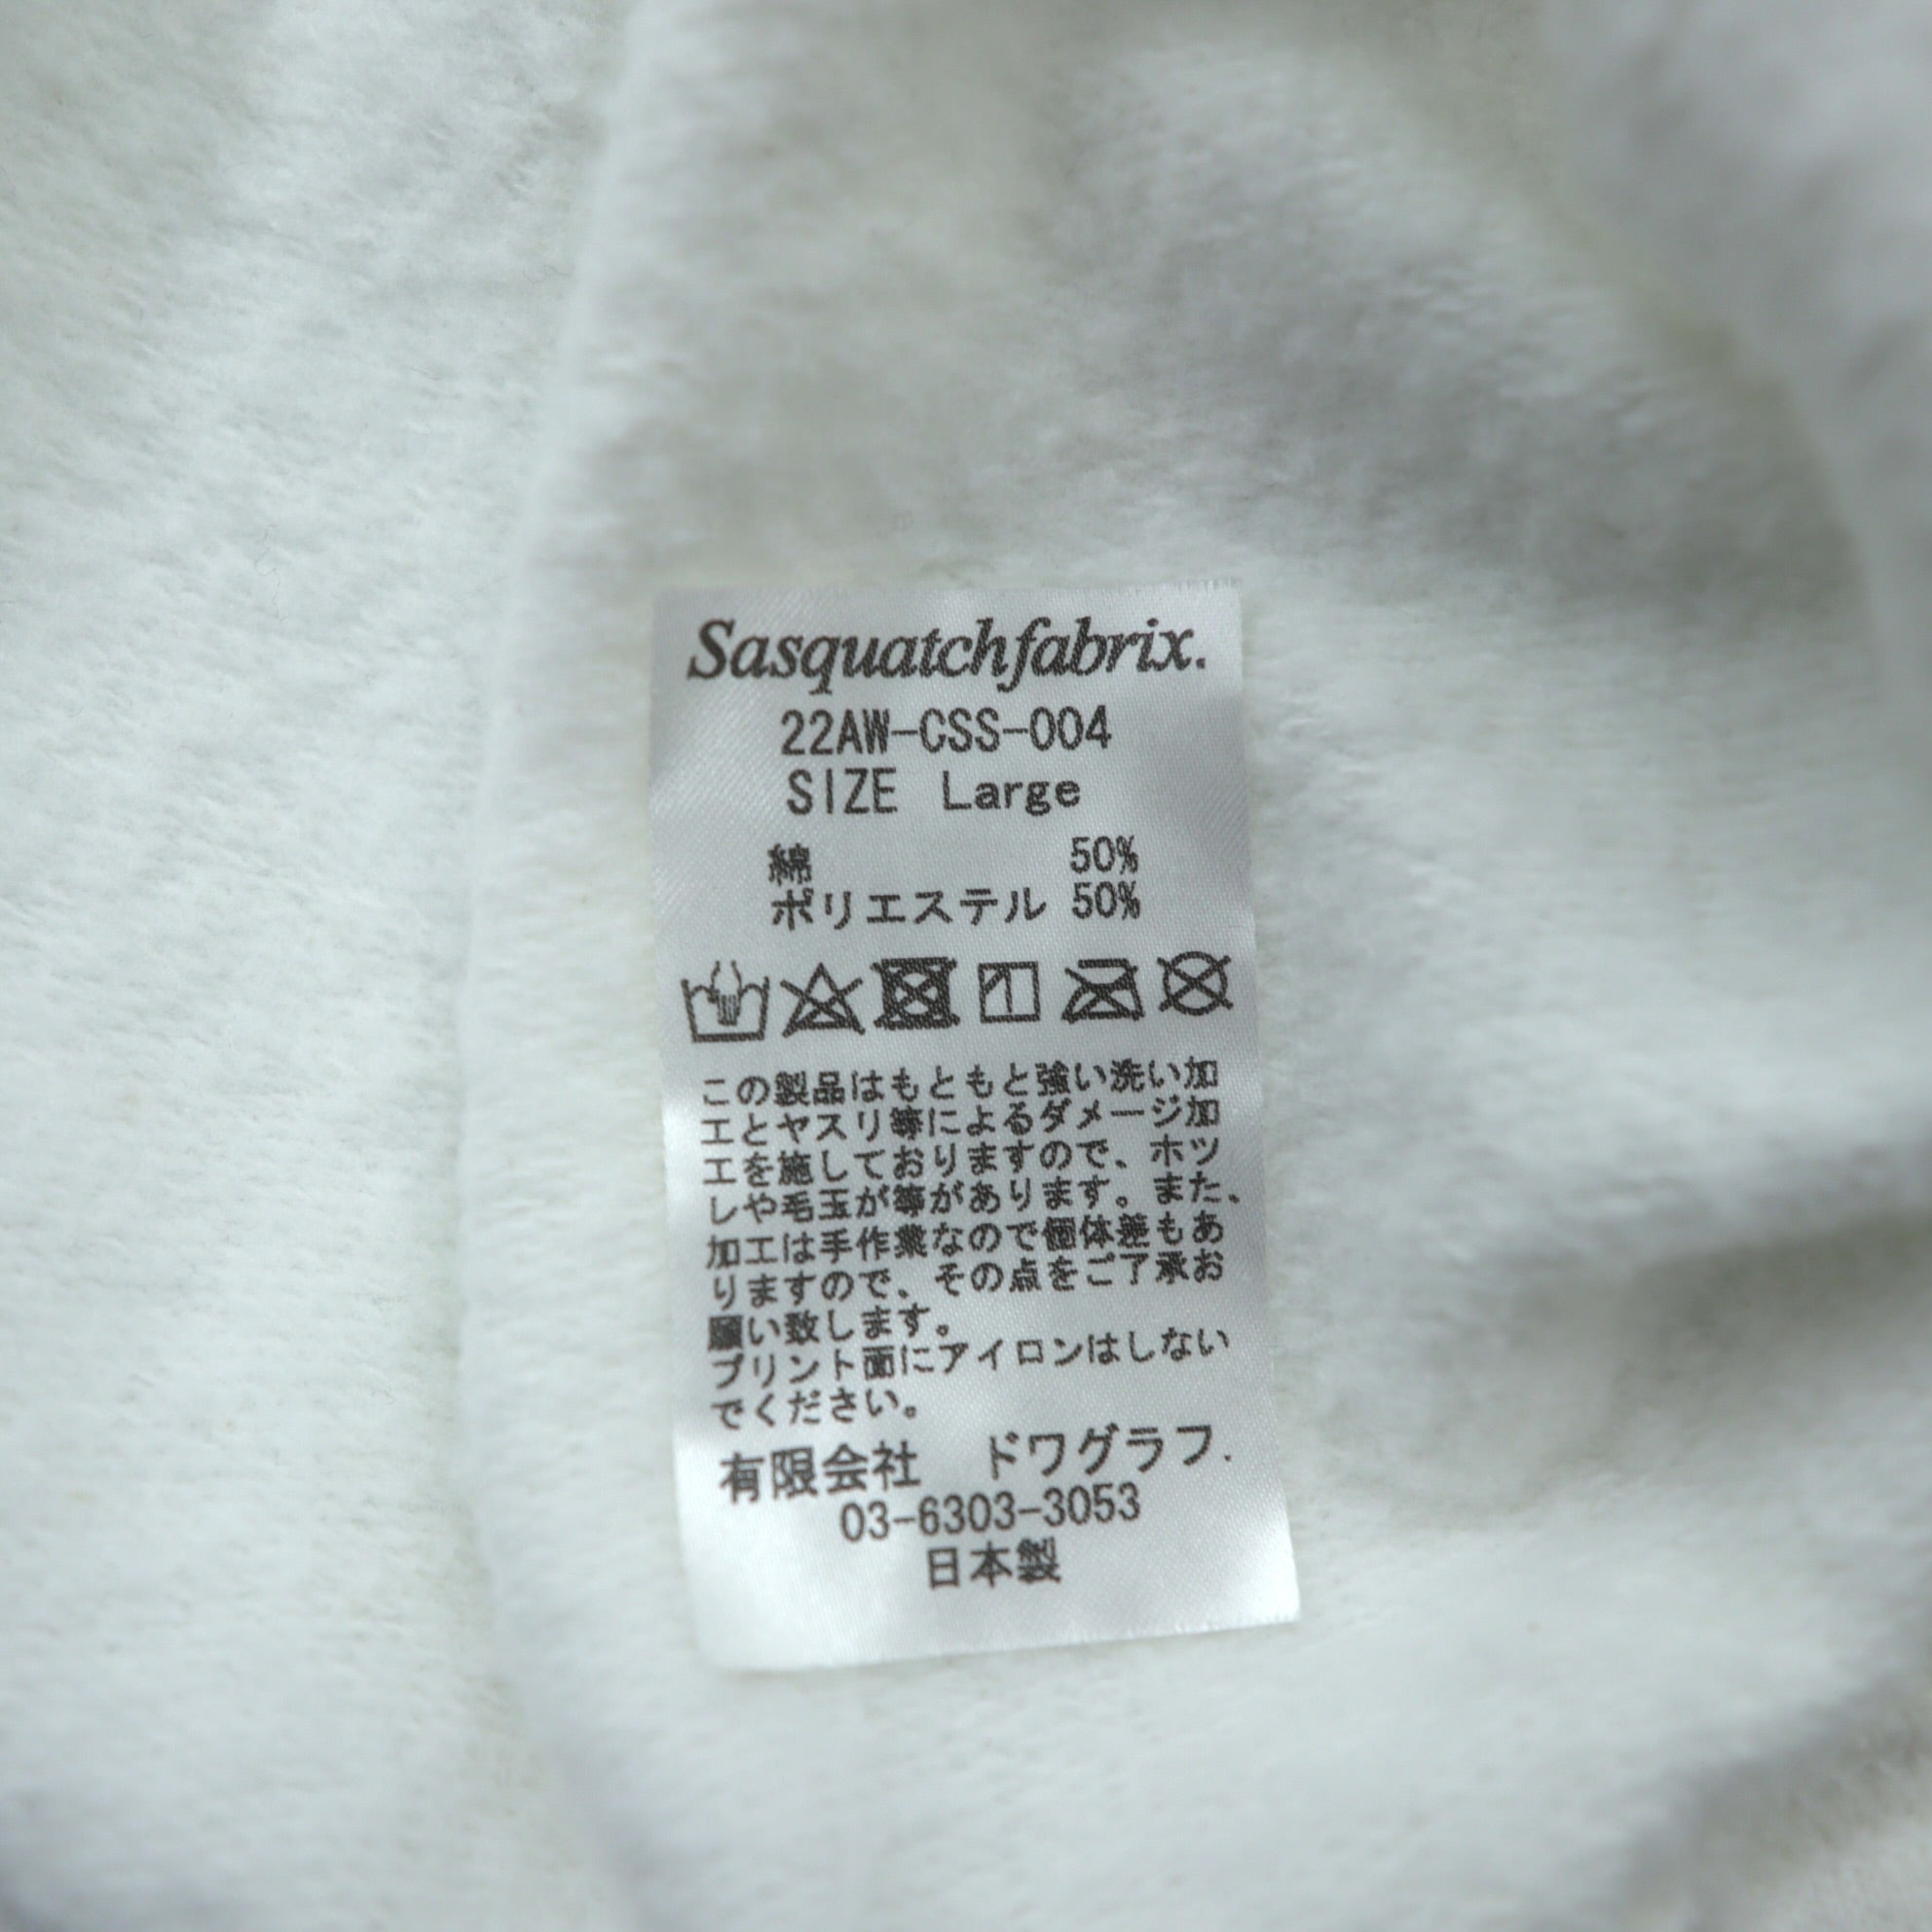 Sasquatchfabrix.
22AW-CSS-004
SIZE Large
綿 50%
ポリエステル 50%
この製品はもともと強い洗い加
工とヤスリ等によるダメージ加
工を施しておりますので、ホツ
しや毛玉が等があります。また、
加工は手作業なので個体差もあ
りますので、その点をご了承お
願い致します。
プリント面にアイロンはしない
でください。
有限会社 ドワグラフ.
03-6303-3053
日本製